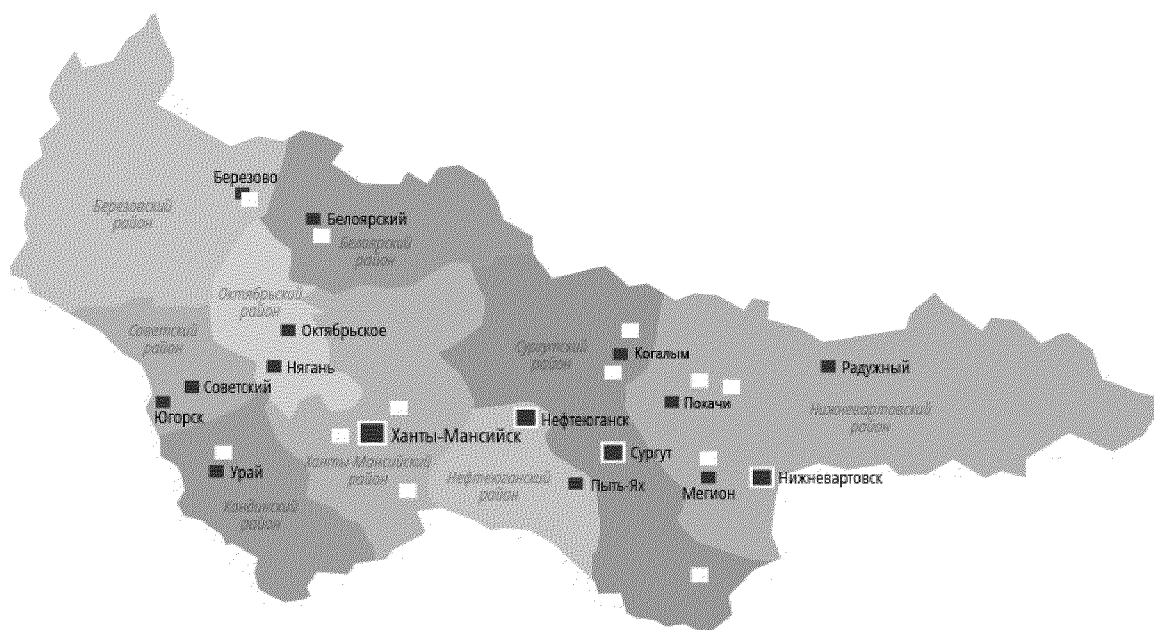 Березово
Березовский
район
Белоярский
Белоярский
район
Октябрьский
район
Октябрьское
Советский
район
Сургутский
район
Когалым
Нягань
Радужный
Советский
Югорск
Покачи
Нижневартовский
район
Нефтеюганск
Ханты-Мансийск
Сургут
Ханты-Мансийский
район
Урай
Нефтеюганский
район
Пыть-Ях
Мегион
Нижневартовск
Кондинский
район